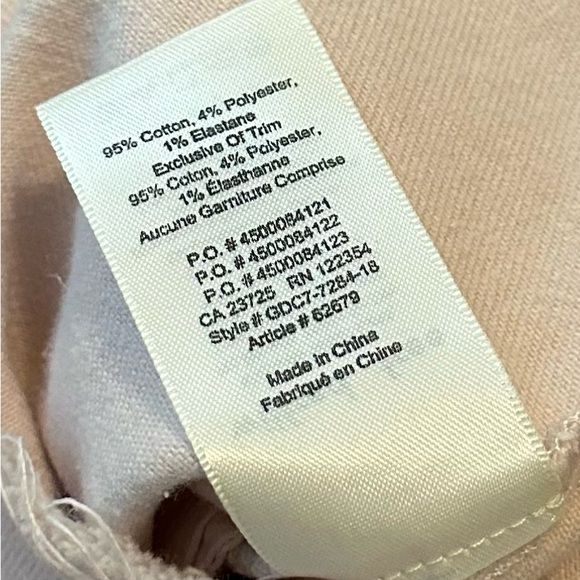 95% Cotton, 4% Polyester,
1% Elastane
Exclusive Of Trim
95% Coton, 4% Polyester,
1% Élasthanne
Aucune Garniture Comprise
P.O. # 4500084121
P.O. # 4500084122
P.O. # 4500084123
CA 23725 RN 122354
Style # GDC7-7284-18
Article # 62679
Made in China
Fabriqué en Chine